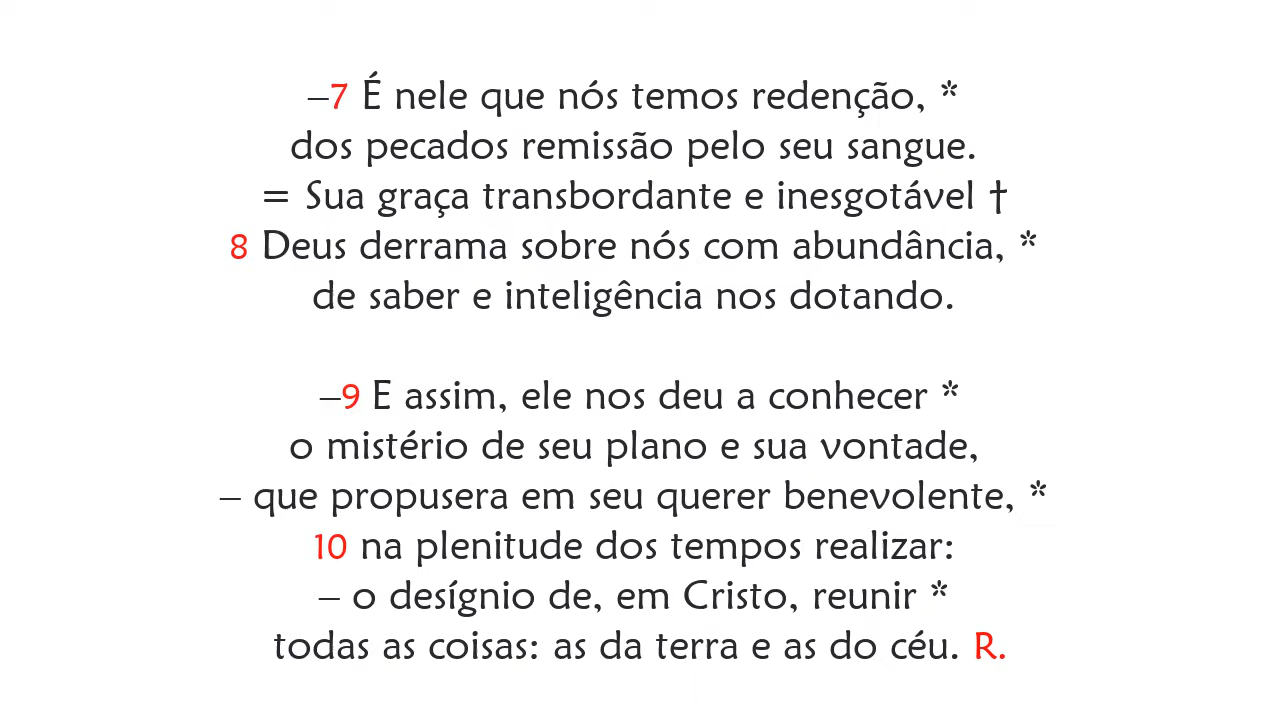 –7 É nele que nós temos redenção, *
dos pecados remissão pelo seu sangue.
= Sua graça transbordante e inesgotável †
8 Deus derrama sobre nós com abundância, *
de saber e inteligência nos dotando.
–9 E assim, ele nos deu a conhecer *
o mistério de seu plano e sua vontade,
– que propusera em seu querer benevolente, *
10 na plenitude dos tempos realizar:
– o desígnio de, em Cristo, reunir *
todas as coisas: as da terra e as do céu. R.